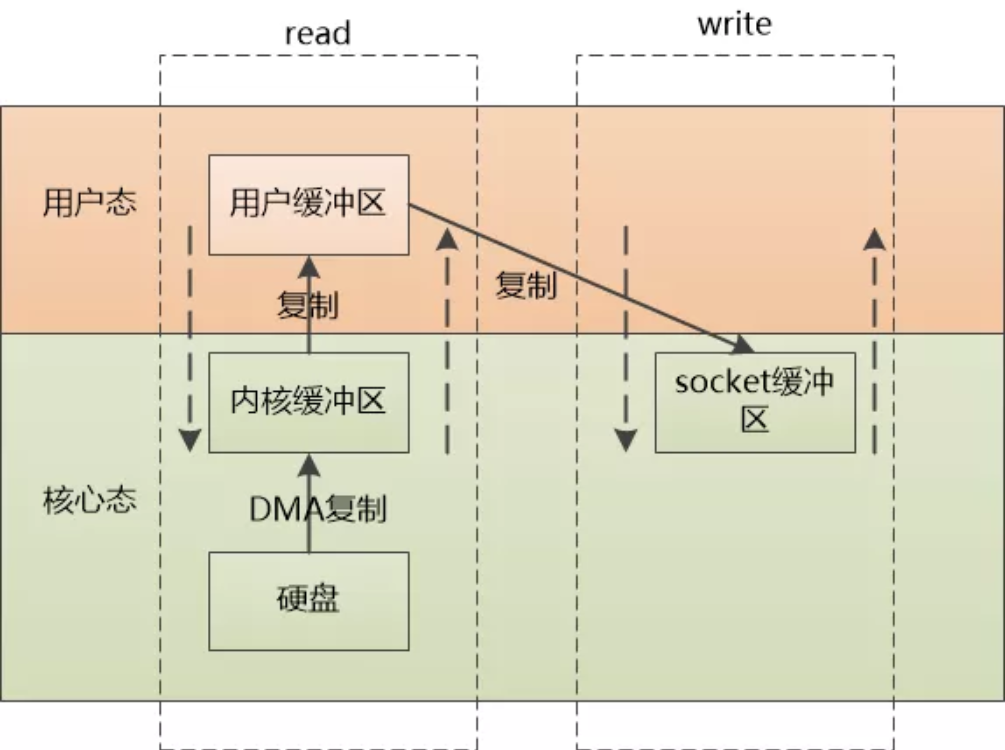 read
write
用户态
用户缓冲区
复制
复制
内核缓冲区
socket缓冲
区
核心态
DMA复制
硬盘